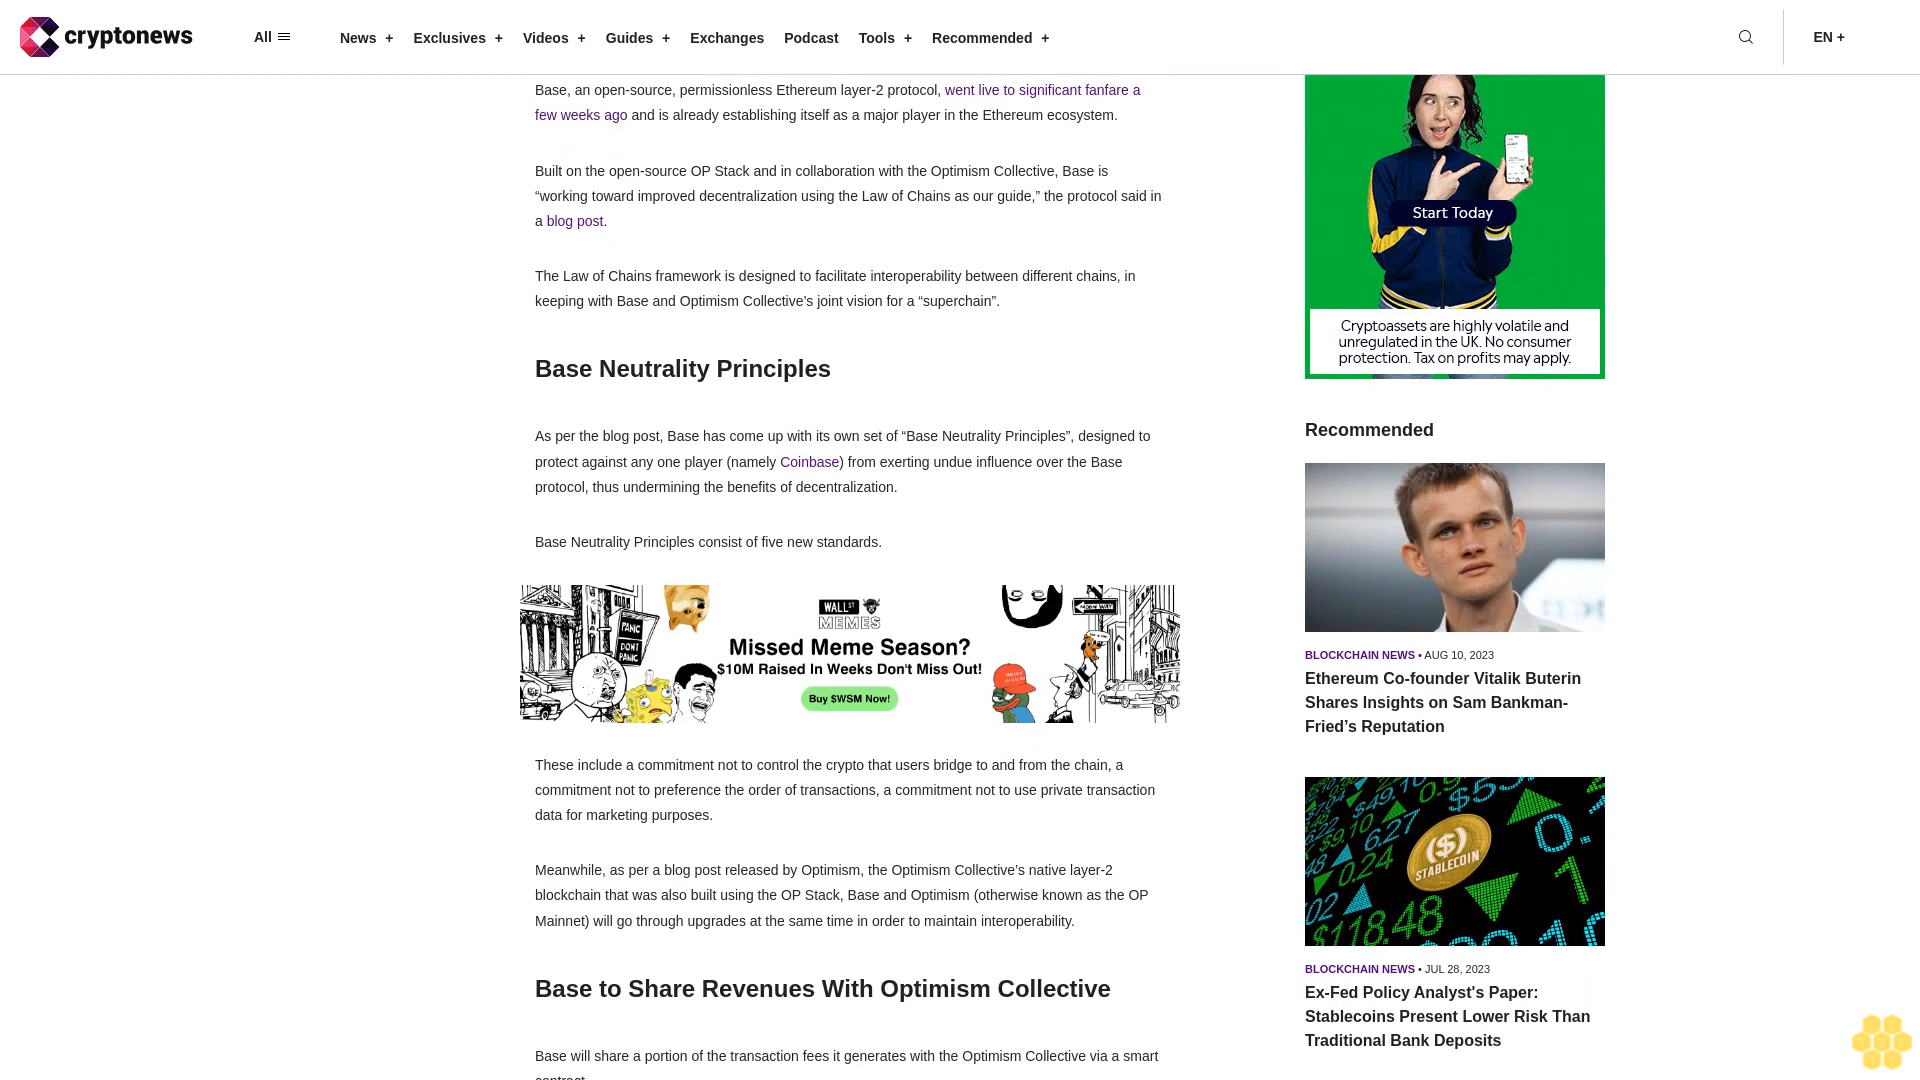 cryptonews
All
News +
Exclusives +
Videos +
Guides +
Exchanges
Podcast
Tools +
Recommended +
EN +
Base, an open-source, permissionless Ethereum layer-2 protocol, went live to significant fanfare a
few weeks ago and is already establishing itself as a major player in the Ethereum ecosystem.
Built on the open-source OP Stack and in collaboration with the Optimism Collective, Base is
“working toward improved decentralization using the Law of Chains as our guide,” the protocol said in
a blog post.
The Law of Chains framework is designed to facilitate interoperability between different chains, in
keeping with Base and Optimism Collective’s joint vision for a “superchain”.
Base Neutrality Principles
As per the blog post, Base has come up with its own set of “Base Neutrality Principles”, designed to
protect against any one player (namely Coinbase) from exerting undue influence over the Base
protocol, thus undermining the benefits of decentralization.
Base Neutrality Principles consist of five new standards.
PANIC
DONT
PANIC
WALL ST
MEMES
Missed Meme Season?
$10M Raised In Weeks Don't Miss Out!
Buy $WSM Now!
These include a commitment not to control the crypto that users bridge to and from the chain, a
commitment not to preference the order of transactions, a commitment not to use private transaction
data for marketing purposes.
Meanwhile, as per a blog post released by Optimism, the Optimism Collective’s native layer-2
blockchain that was also built using the OP Stack, Base and Optimism (otherwise known as the OP
Mainnet) will go through upgrades at the same time in order to maintain interoperability.
Base to Share Revenues With Optimism Collective
Base will share a portion of the transaction fees it generates with the Optimism Collective via a smart
contract.
Start Today
Cryptoassets are highly volatile and
unregulated in the UK. No consumer
protection. Tax on profits may apply.
Recommended
BLOCKCHAIN NEWS • AUG 10, 2023
Ethereum Co-founder Vitalik Buterin
Shares Insights on Sam Bankman-
Fried’s Reputation
$49.10
$9.10
6.27
0.24
($)
STABLECOIN
$118.48
BLOCKCHAIN NEWS • JUL 28, 2023
Ex-Fed Policy Analyst's Paper:
Stablecoins Present Lower Risk Than
Traditional Bank Deposits